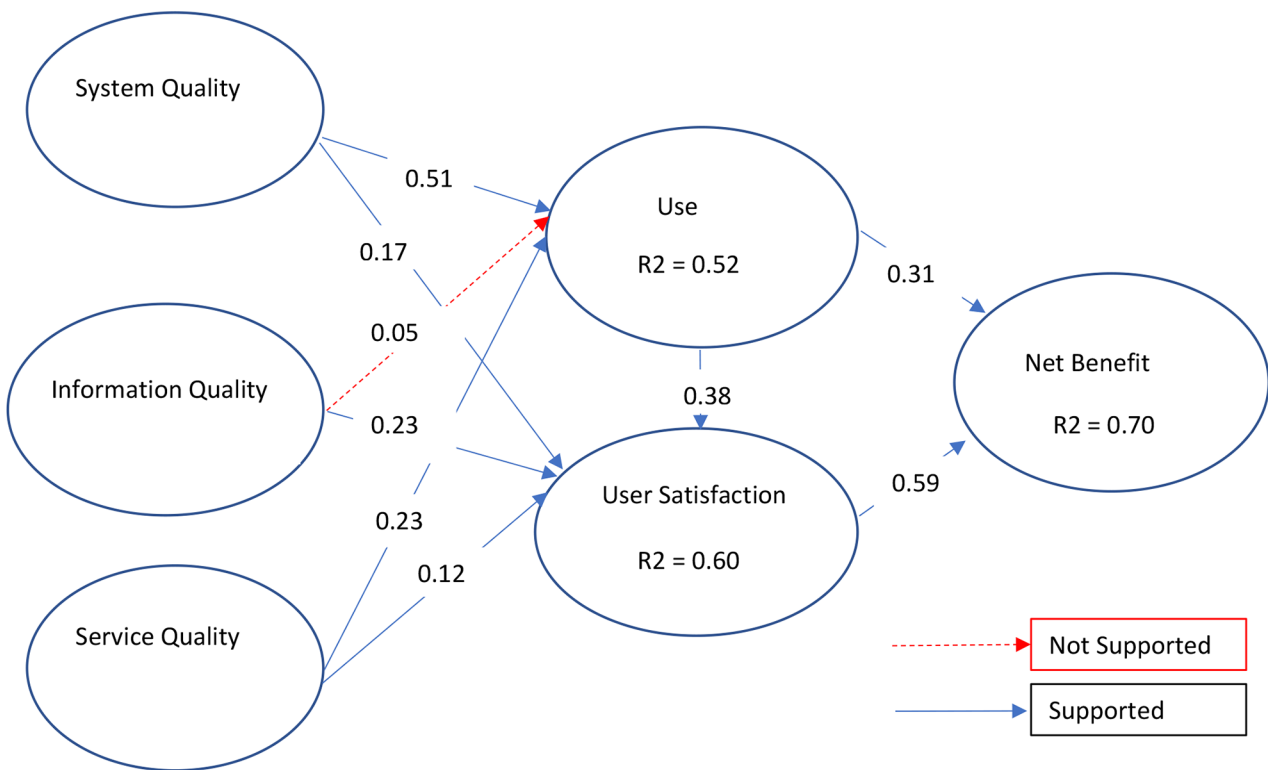 System Quality
0.51
Use
R2 = 0.52
0.17
0.31
0.05
Information Quality
0.38
Net Benefit
R2 = 0.70
0.23
User Satisfaction
R2 = 0.60
0.59
0.23
0.12
Service Quality
Not Supported
Supported